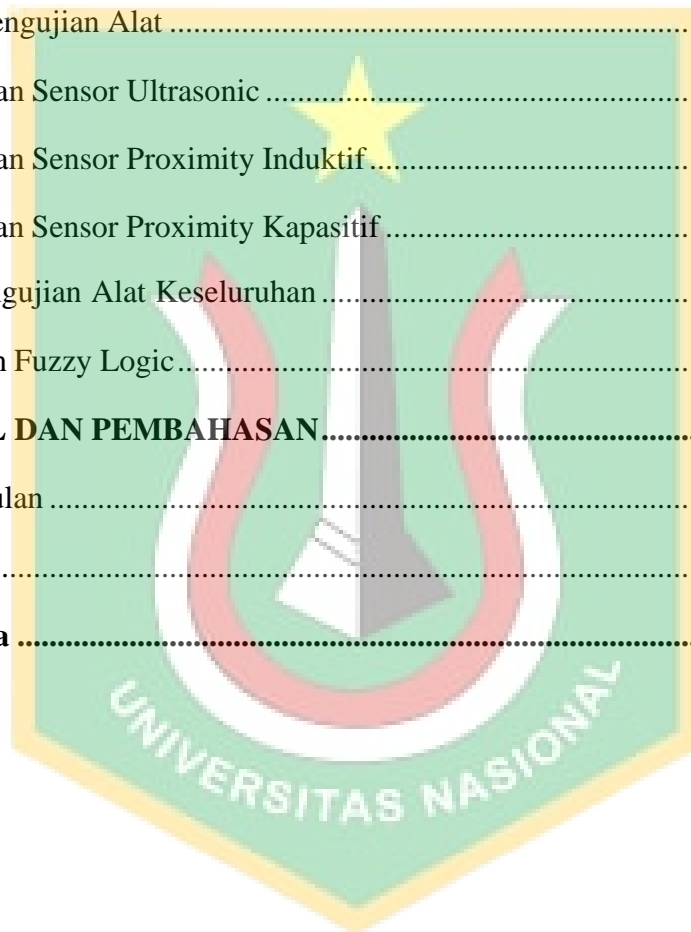 engujian Alat ........................................................................
an Sensor Ultrasonic ........................................................
an Sensor Proximity Induktif ..........................................
an Sensor Proximity Kapasitif ........................................
gujian Alat Keseluruhan ................................................
n Fuzzy Logic ..................................................................
L DAN PEMBAHASAN .................................................
ulan ..................................................................................
........................................................................................
a ......................................................................................
UNIVERSITAS NASIONAL